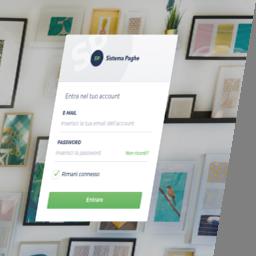 SP Sistema Paghe
Entra nel tuo account
E-MAIL
Inserisci la tua email dell'account
PASSWORD
Inserisci la password
Non ricordi?
Rimani connesso
Entrare